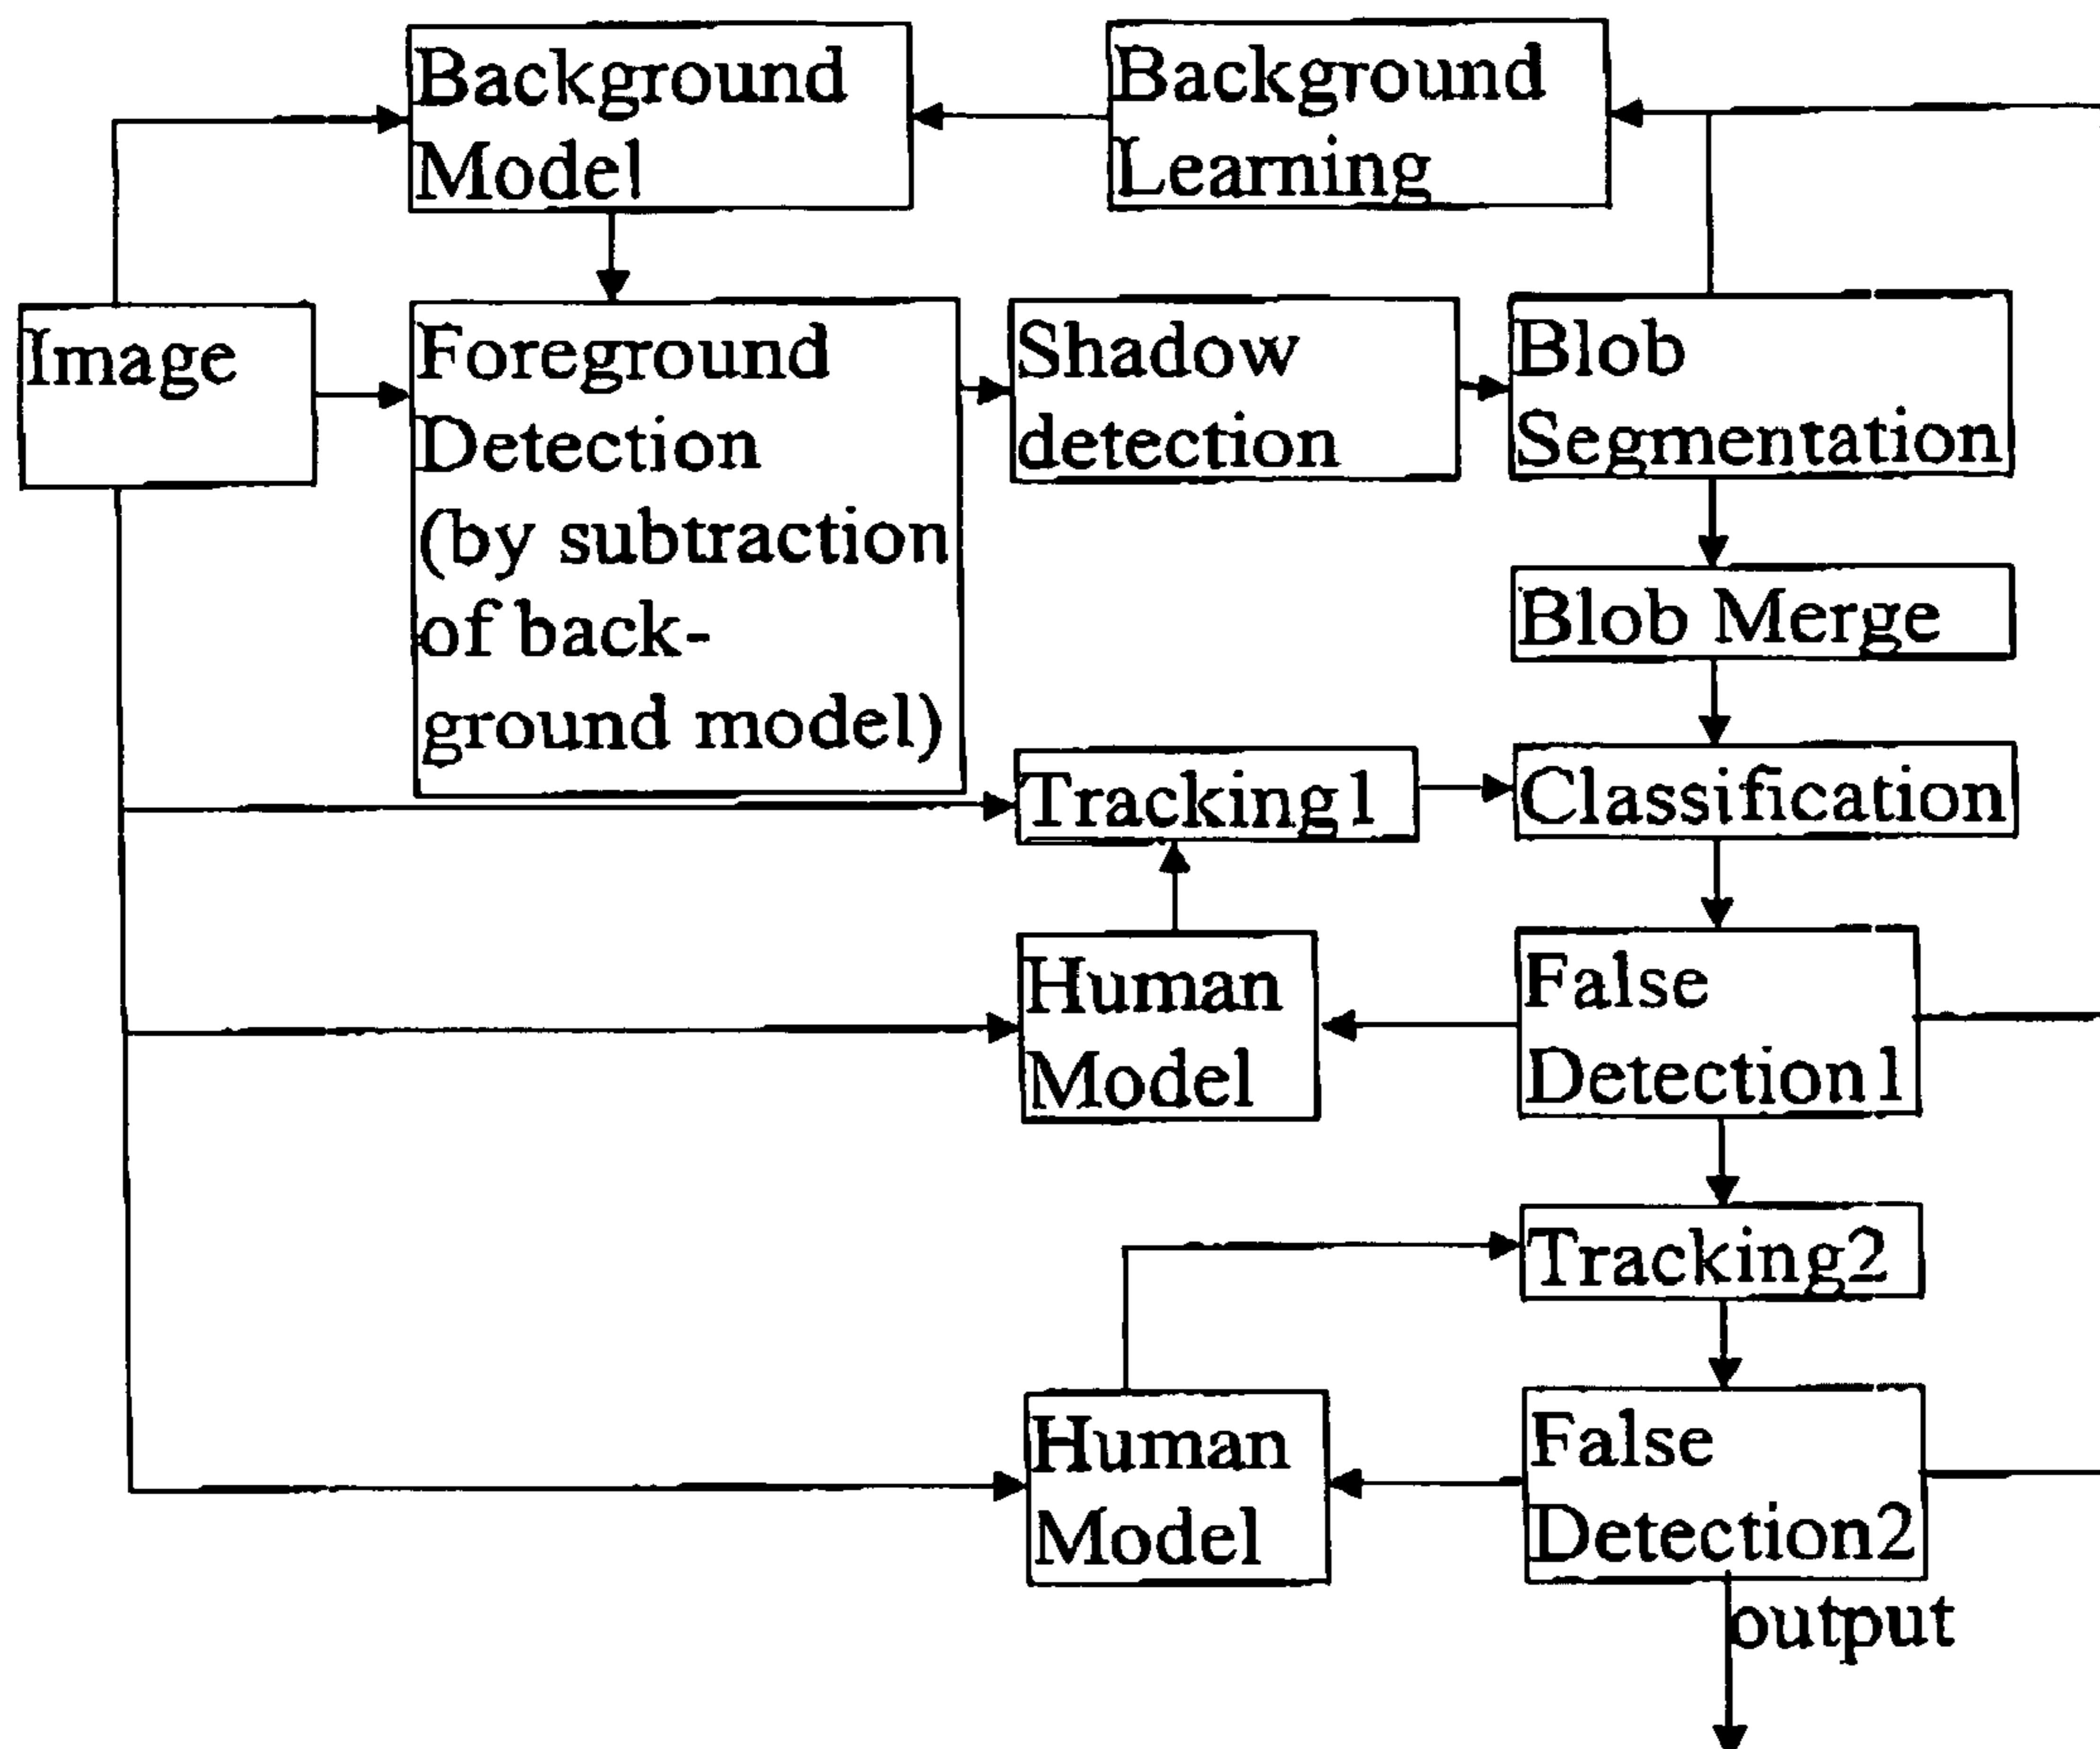 Background
Model
Background
Learning
Image
Foreground
Detection
(by subtraction
of back-
ground model)
Shadow
detection
Blob
Segmentation
Blob Merge
Tracking1
Classification
Human
Model
False
Detection1
Tracking2
Human
Model
False
Detection2
output